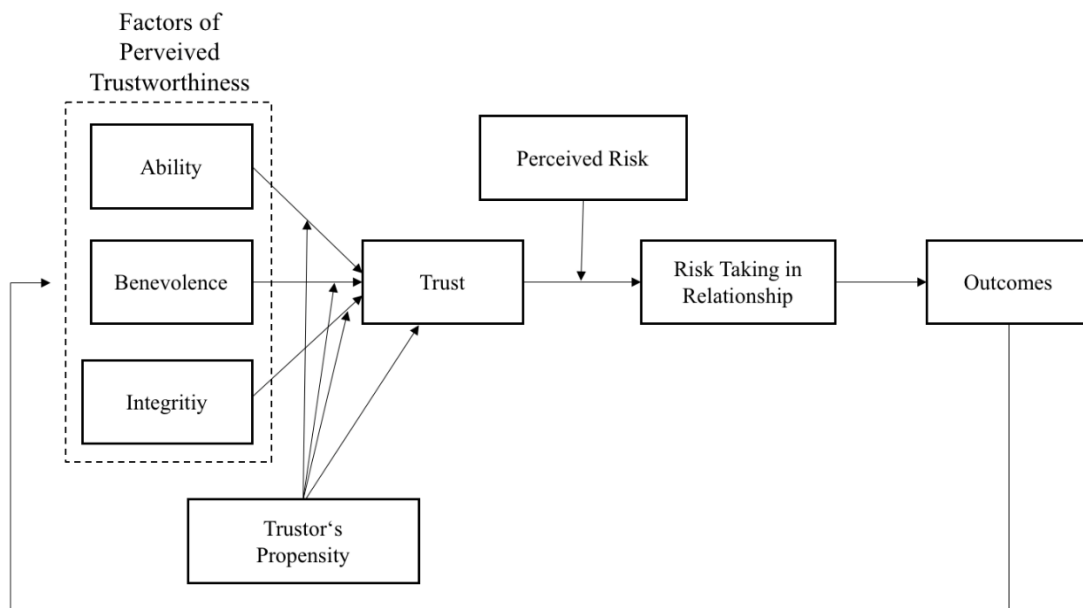 Factors of
Perveived
Trustworthiness
Ability
Perceived Risk
Benevolence
Trust
Risk Taking in
Relationship
Outcomes
Integritiy
Trustor‘s
Propensity